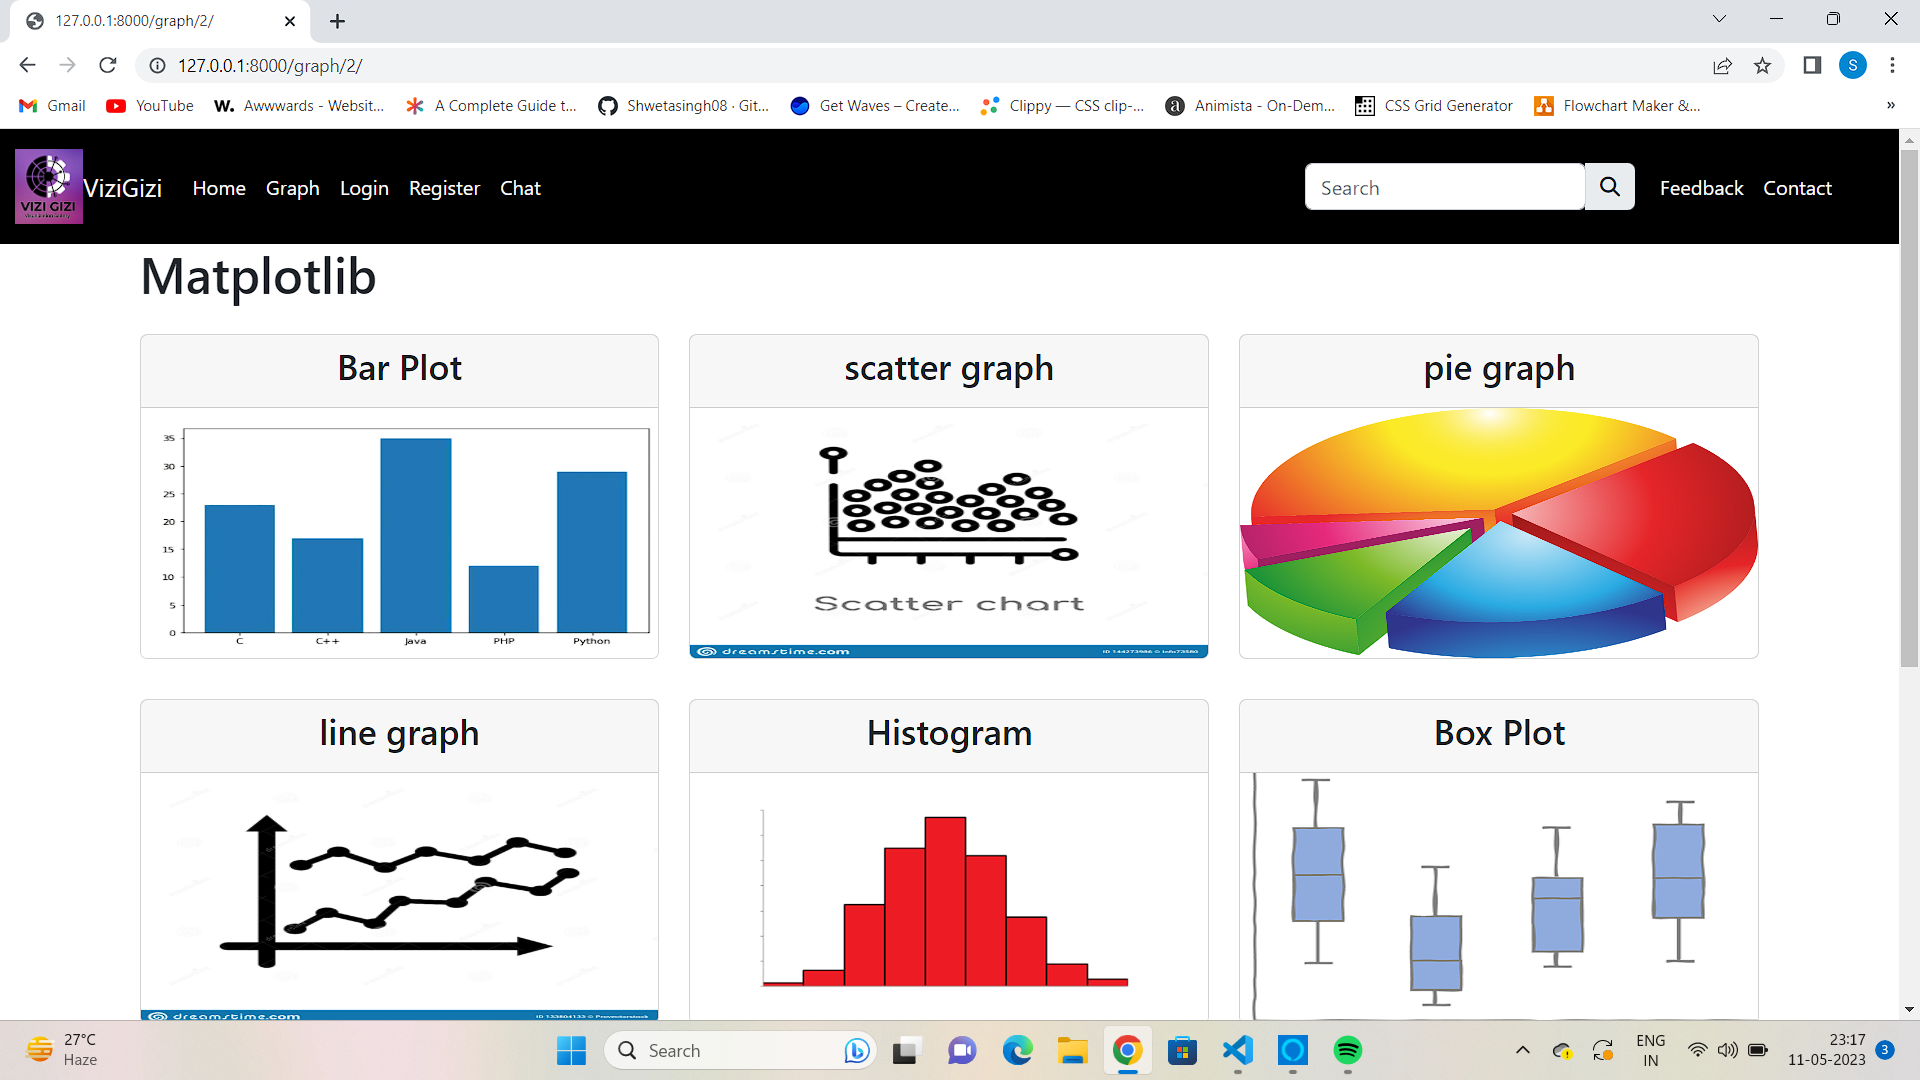 127.0.0.1:8000/graph/2/
127.0.0.1:8000/graph/2/
Gmail YouTube W. Awwwards - Websit... A Complete Guide t... Shwetasingh08 · Git... Get Waves – Create... Clippy — CSS clip-... a Animista - On-Dem... CSS Grid Generator Flowchart Maker &... »
S
VIZI GIZI
ViziGizi Home Graph Login Register Chat Search Feedback Contact
Matplotlib
Bar Plot
35
30
25
20
15
10
5
0
C C++ Java PHP Python
scatter graph
Scatter chart
dreamstime.com
pie graph
line graph
dreamstime.com
Histogram
Box Plot
27°C
Haze
Search
ENG
IN
23:17
11-05-2023
3